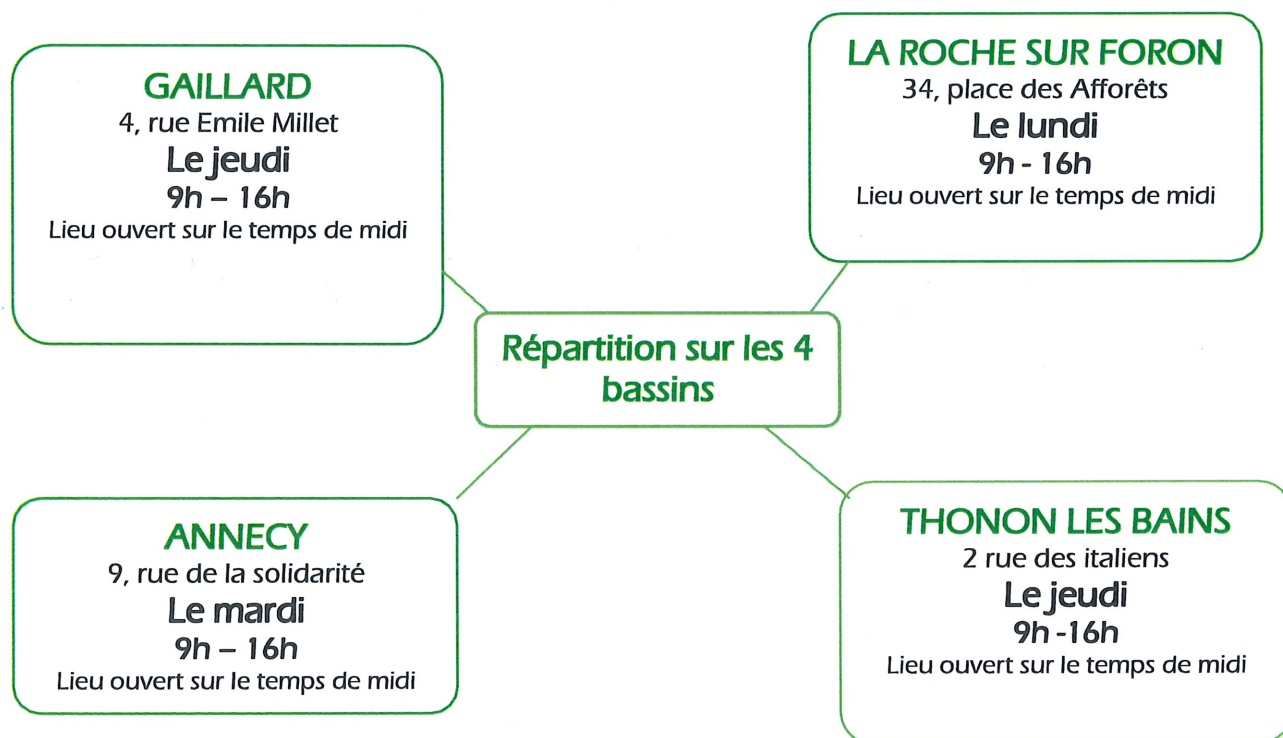 GAILLARD
4, rue Emile Millet
Le jeudi
9h – 16h
Lieu ouvert sur le temps de midi
LA ROCHE SUR FORON
34, place des Afforêts
Le lundi
9h - 16h
Lieu ouvert sur le temps de midi
Répartition sur les 4
bassins
ANNECY
9, rue de la solidarité
Le mardi
9h – 16h
Lieu ouvert sur le temps de midi
THONON LES BAINS
2 rue des italiens
Le jeudi
9h -16h
Lieu ouvert sur le temps de midi